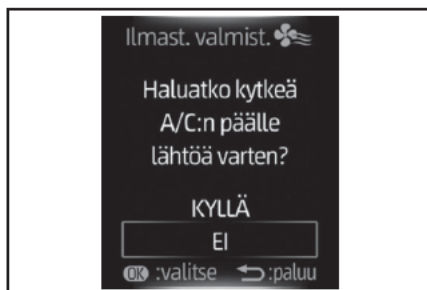 Ilmast. valmist.
Haluatko kytkeä
A/C:n päälle
lähtöä varten?
KYLLÄ
EI
OK :valitse :paluu